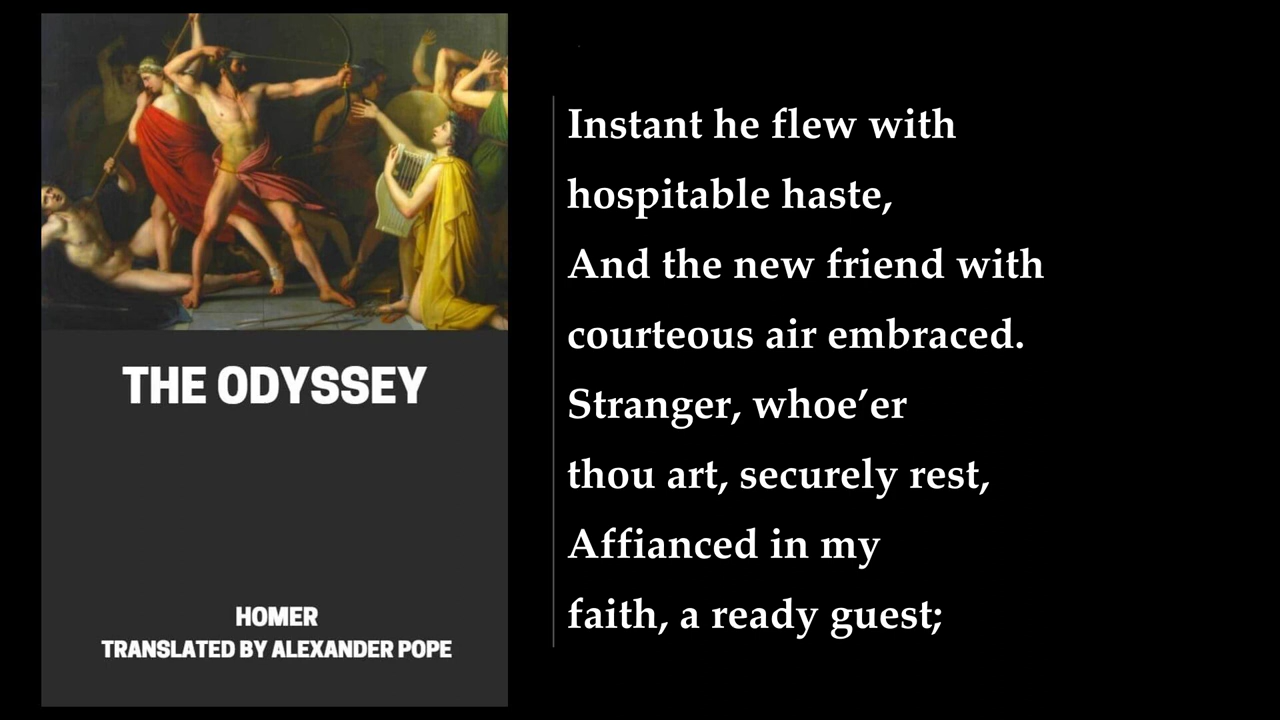 THE ODYSSEY
HOMER
TRANSLATED BY ALEXANDER POPE
Instant he flew with
hospitable haste,
And the new friend with
courteous air embraced.
Stranger, whoe’er
thou art, securely rest,
Affianced in my
faith, a ready guest;